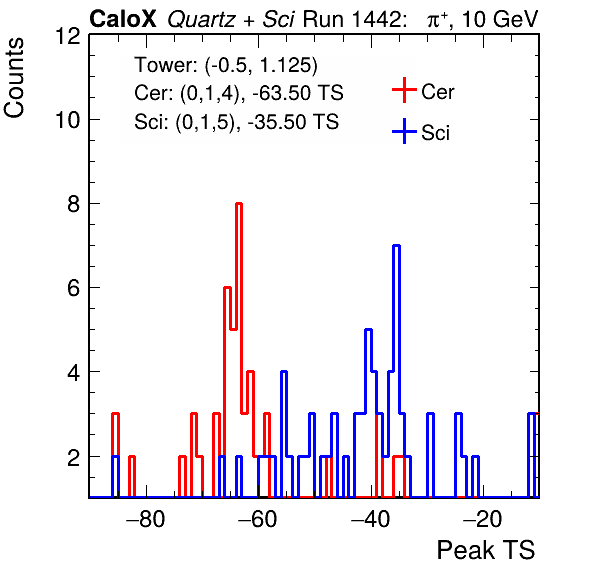 CaloX Quartz + Sci Run 1442: π+, 10 GeV
Counts
12
10
8
6
4
2
Tower: (-0.5, 1.125)
Cer: (0,1,4), -63.50 TS
Sci: (0,1,5), -35.50 TS
Cer
Sci
−80 −60 −40 −20
Peak TS